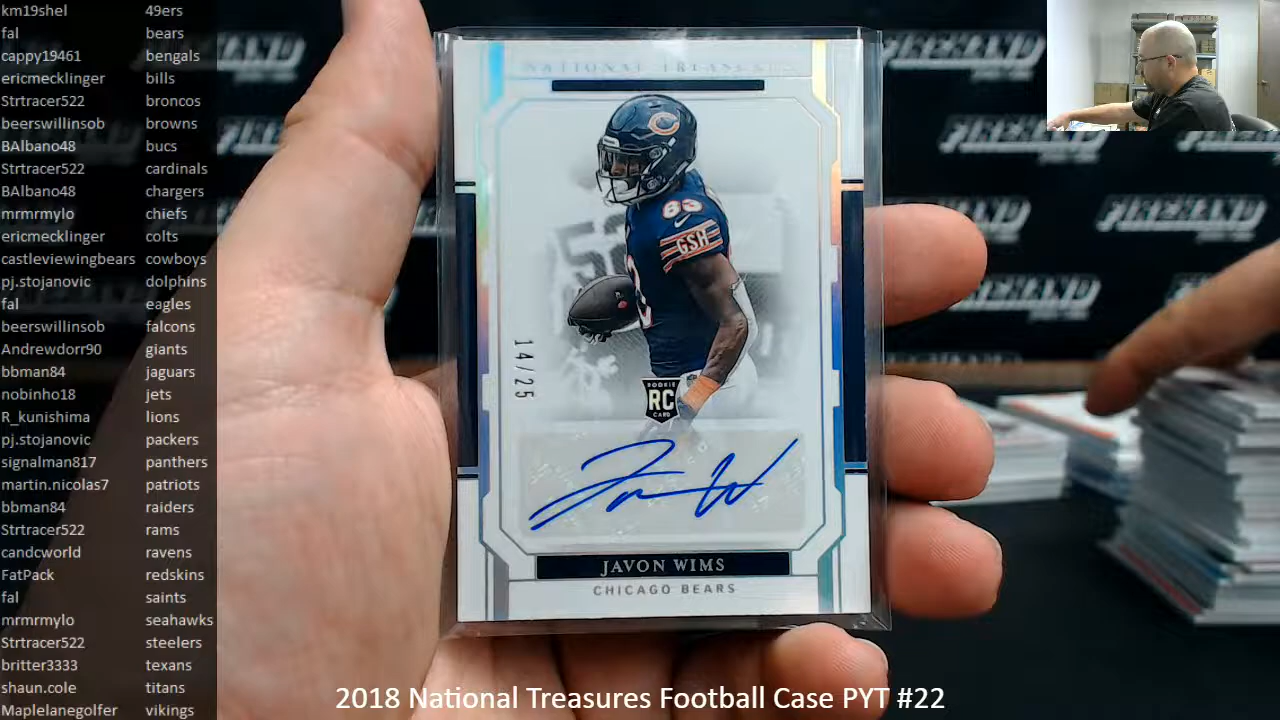 km19shel 49ers
fal bears
cappy19461 bengals
ericmecklinger bills
Strtracer522 broncos
beerswillinsob browns
BAlbano48 bucs
Strtracer522 cardinals
BAlbano48 chargers
mrmrmylo chiefs
ericmecklinger colts
castleviewingbears cowboys
pj.stojanovic dolphins
fal eagles
beerswillinsob falcons
Andrewdorr90 giants
bbman84 jaguars
nobinho18 jets
R_kunishima lions
pj.stojanovic packers
signalman817 panthers
martin.nicolas7 patriots
bbman84 raiders
Strtracer522 rams
candcworld ravens
FatPack redskins
fal saints
mrmrmylo seahawks
Strtracer522 steelers
britter3333 texans
shaun.cole titans
Maplelanegolfer vikings
NATIONAL TREASURES
C
83
GSH
52
14/25
ROOKIE
RC
CARD
JAVON WIMS
CHICAGO BEARS
FIREHAND
2018 National Treasures Football Case PYT #22